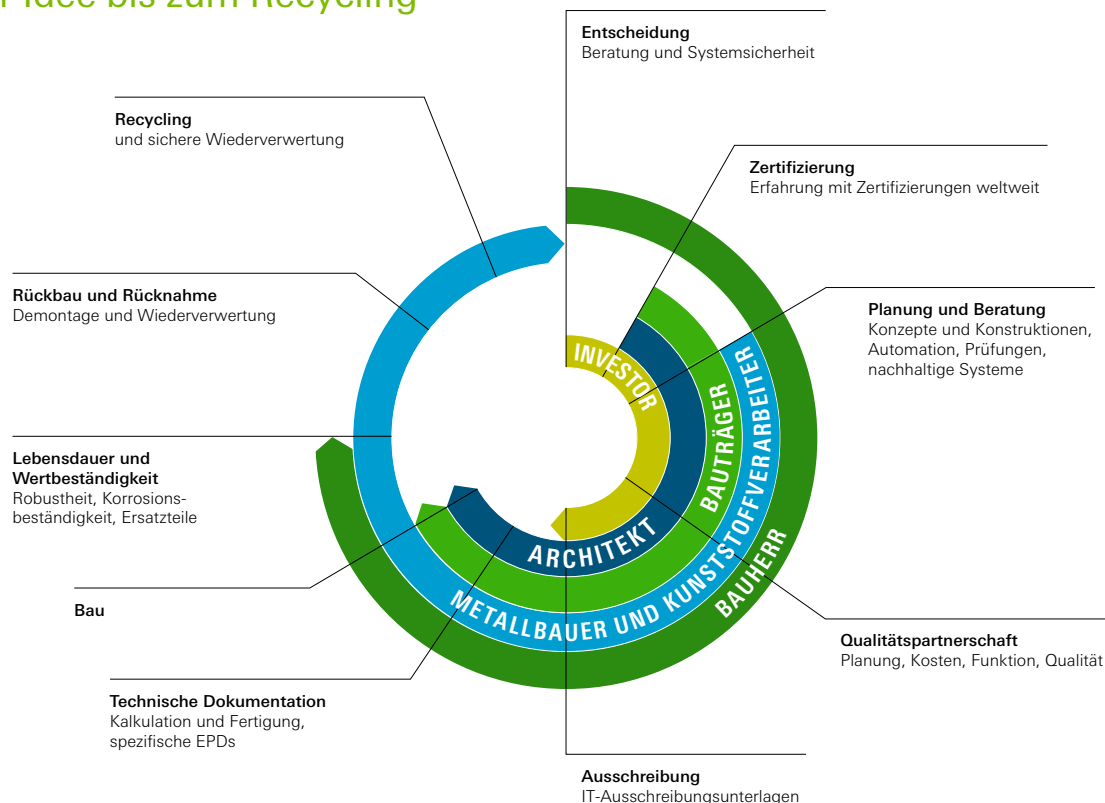 Idee bis zum Recycling
Entscheidung
Beratung und Systemsicherheit
Recycling
und sichere Wiederverwertung
Zertifizierung
Erfahrung mit Zertifizierungen weltweit
Rückbau und Rücknahme
Demontage und Wiederverwertung
Planung und Beratung
Konzepte und Konstruktionen,
Automation, Prüfungen,
nachhaltige Systeme
INVESTOR
ARCHITEKT
BAUTRÄGER
METALLBAUER UND KUNSTSTOFFVERARBEITER
BAUHERR
Lebensdauer und
Wertbeständigkeit
Robustheit, Korrosions-
beständigkeit, Ersatzteile
Bau
Qualitätspartnerschaft
Planung, Kosten, Funktion, Qualität
Technische Dokumentation
Kalkulation und Fertigung,
spezifische EPDs
Ausschreibung
IT-Ausschreibungsunterlagen